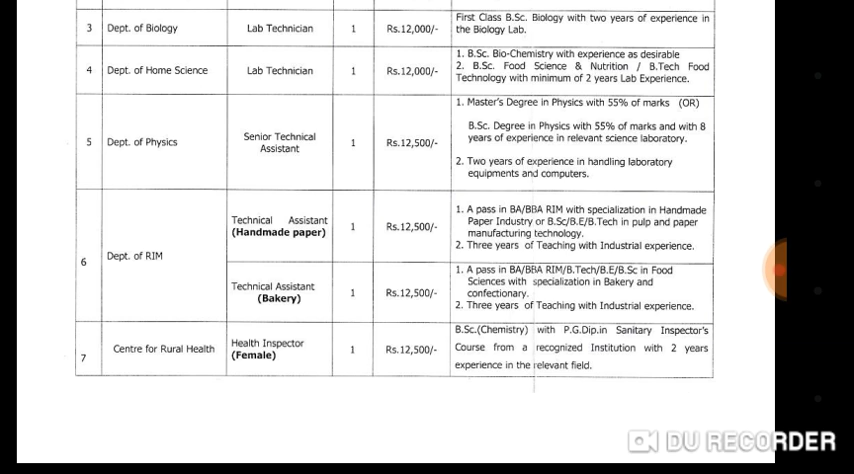 3 Dept. of Biology Lab Technician 1 Rs.12,000/- First Class B.Sc. Biology with two years of experience in
the Biology Lab.
4 Dept. of Home Science Lab Technician 1 Rs.12,000/- 1. B.Sc. Bio-Chemistry with experience as desirable
2. B.Sc. Food Science & Nutrition / B.Tech Food
Technology with minimum of 2 years Lab Experience.
5 Dept. of Physics Senior Technical
Assistant 1 Rs.12,500/- 1. Master's Degree in Physics with 55% of marks (OR)
B.Sc. Degree in Physics with 55% of marks and with 8
years of experience in relevant science laboratory.
2. Two years of experience in handling laboratory
equipments and computers.
6 Dept. of RIM Technical Assistant
(Handmade paper) 1 Rs.12,500/- 1. A pass in BA/BBA RIM with specialization in Handmade
Paper Industry or B.Sc/B.E/B.Tech in pulp and paper
manufacturing technology.
2. Three years of Teaching with Industrial experience.
Technical Assistant
(Bakery) 1 Rs.12,500/- 1. A pass in BA/BBA RIM/B.Tech/B.E/B.Sc in Food
Sciences with specialization in Bakery and
confectionary.
2. Three years of Teaching with Industrial experience.
7 Centre for Rural Health Health Inspector
(Female) 1 Rs.12,500/- B.Sc.(Chemistry) with P.G.Dip.in Sanitary Inspector's
Course from a recognized Institution with 2 years
experience in the relevant field.
DU RECORDER